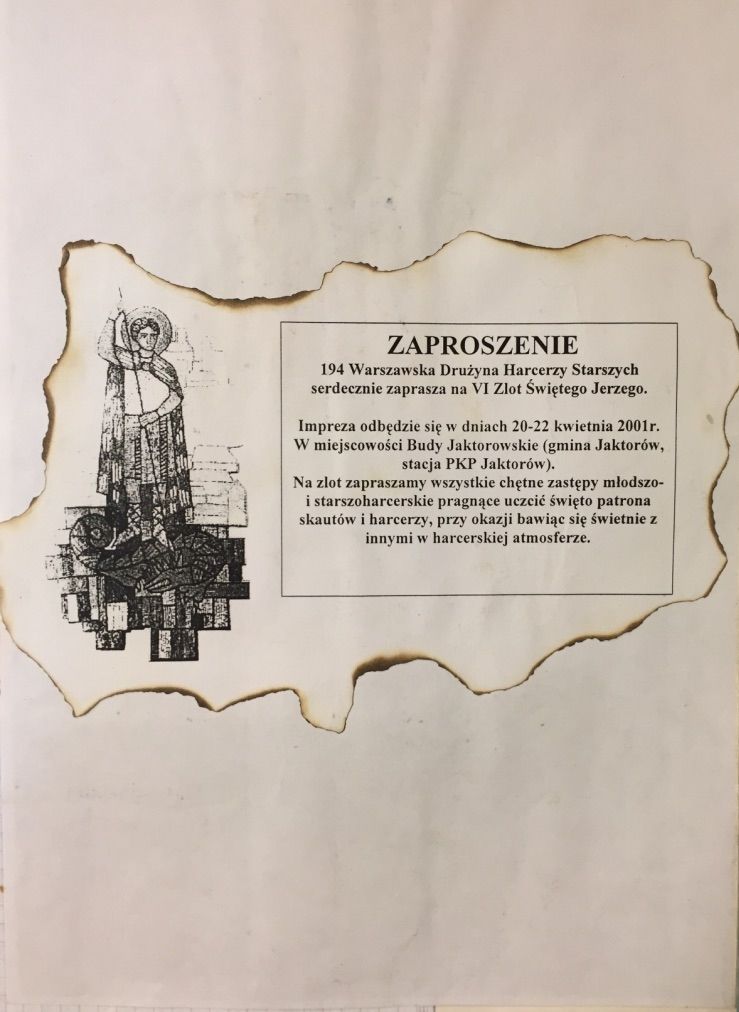 ZAPROSZENIE
194 Warszawska Drużyna Harcerzy Starszych
serdecznie zaprasza na VI Zlot Świętego Jerzego.
Impreza odbędzie się w dniach 20-22 kwietnia 2001r.
W miejscowości Budy Jaktorowskie (gmina Jaktorów,
stacja PKP Jaktorów).
Na zlot zapraszamy wszystkie chętne zastępy młodszo-
i starszoharcerskie pragnące uczcić święto patrona
skautów i harcerzy, przy okazji bawiąc się świetnie z
innymi w harcerskiej atmosferze.